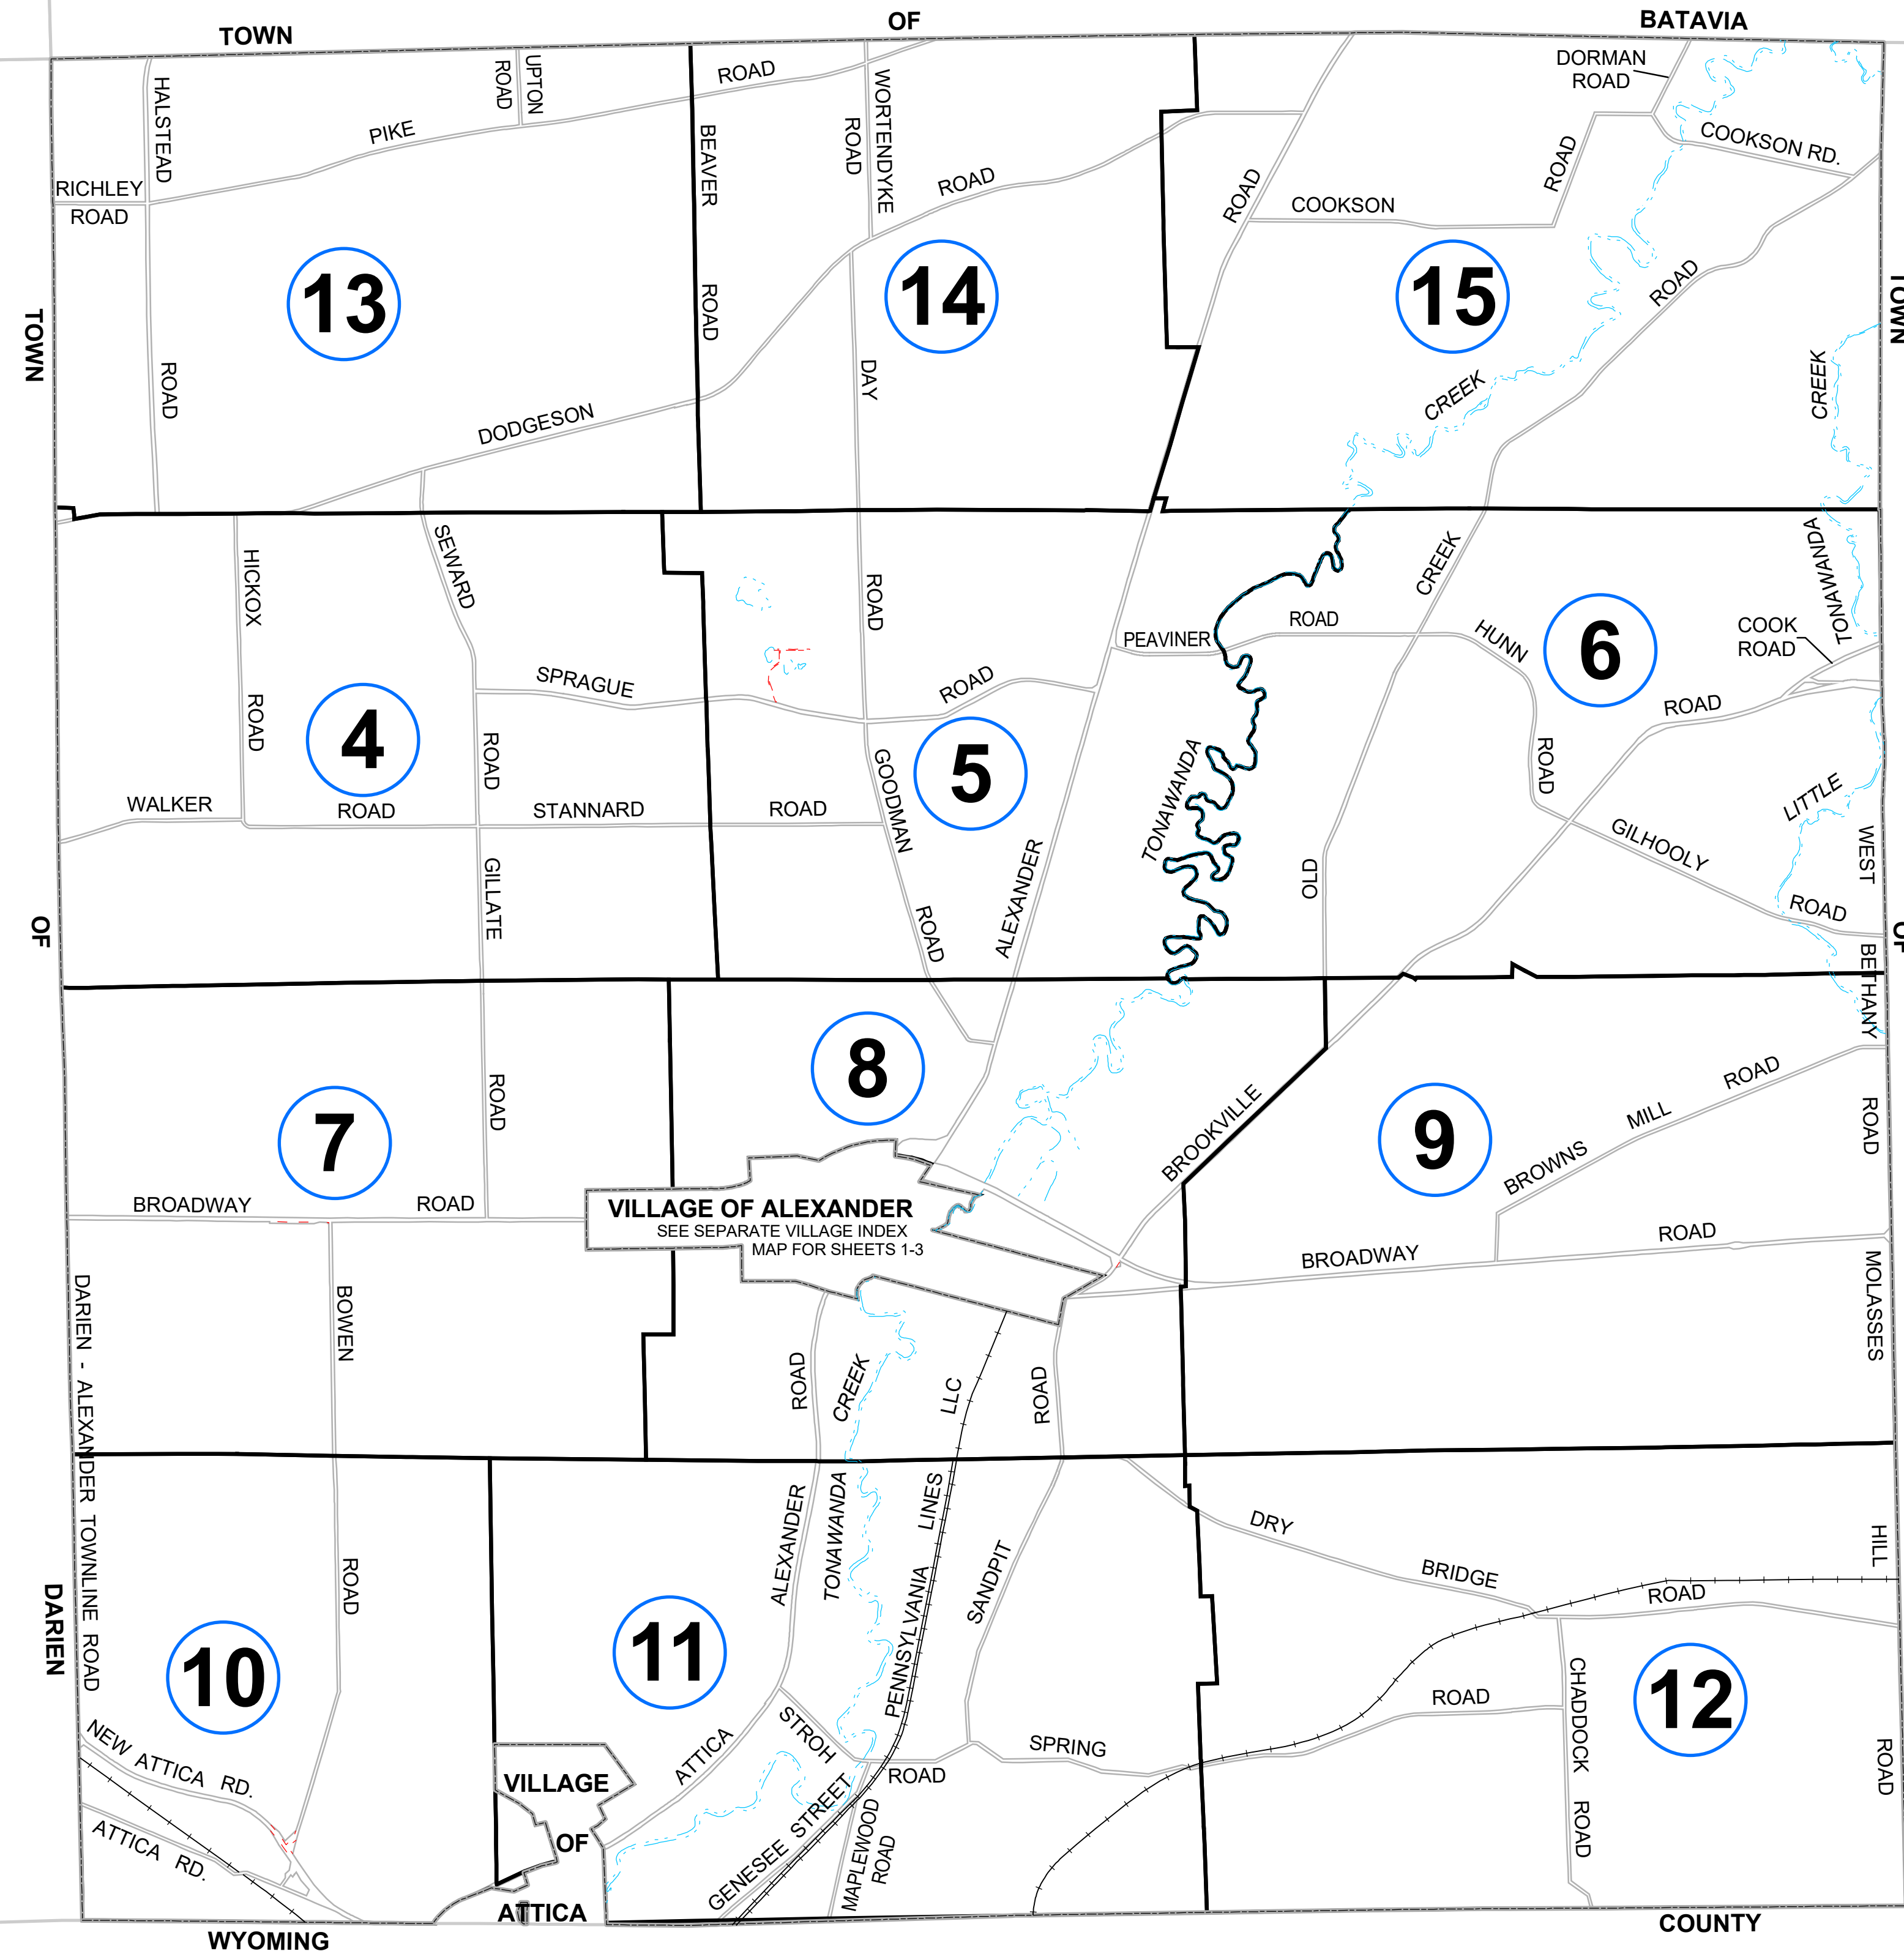 TOWN
OF
BATAVIA
DORMAN
ROAD
UPTON
ROAD
ROAD
HALSTEAD
PIKE
WORTENDYKE
ROAD
BEAVER
COOKSON RD.
ROAD
RICHLEY
ROAD
ROAD
ROAD
COOKSON
13
14
15
ROAD
ROAD
TOWN
TOWN
ROAD
DAY
CREEK
CREEK
DODGESON
SEWARD
HICKOX
ROAD
CREEK
TONAWANDA
PEAVINER
ROAD
HUNN
6
COOK
ROAD
SPRAGUE
ROAD
ROAD
ROAD
4
5
ROAD
ROAD
TONAWANDA
GOODMAN
WALKER
ROAD
STANNARD
ROAD
LITTLE
WEST
GILHOOLY
GILLATE
ALEXANDER
OLD
ROAD
ROAD
OF
OF
BETHANY
8
7
ROAD
9
BROOKVILLE
BROWNS
MILL
ROAD
ROAD
BROADWAY
ROAD
VILLAGE OF ALEXANDER
SEE SEPARATE VILLAGE INDEX
MAP FOR SHEETS 1-3
BROADWAY
ROAD
MOLASSES
BOWEN
DARIEN - ALEXANDER TOWNLINE ROAD
ROAD
CREEK
LLC
ROAD
ALEXANDER
TONAWANDA
LINES
SANDPIT
DRY
BRIDGE
ROAD
HILL
ROAD
DARIEN
10
11
PENNSYLVANIA
12
ROAD
CHADDOCK
ROAD
ROAD
NEW ATTICA RD.
ATTICA
STROH
ROAD
SPRING
VILLAGE
OF
ATTICA
ATTICA RD.
GENESEE STREET
MAPLEWOOD
ROAD
WYOMING
COUNTY